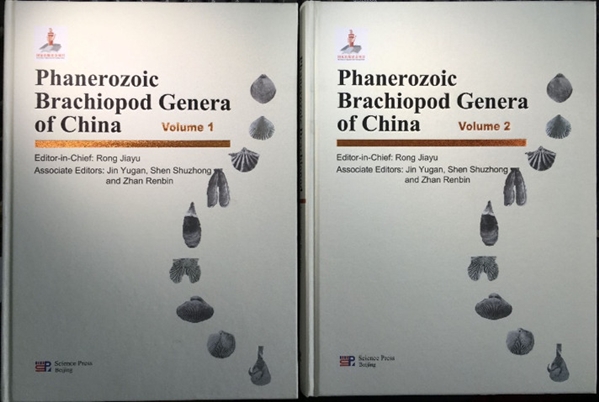 Phanerozoic
Brachiopod Genera
of China Volume 1
Editor-in-Chief: Rong Jiayu
Associate Editors: Jin Yugan, Shen Shuzhong
and Zhan Renbin
Science Press
Beijing
Phanerozoic
Brachiopod Genera
of China Volume 2
Editor-in-Chief: Rong Jiayu
Associate Editors: Jin Yugan, Shen Shuzhong
and Zhan Renbin
Science Press
Beijing